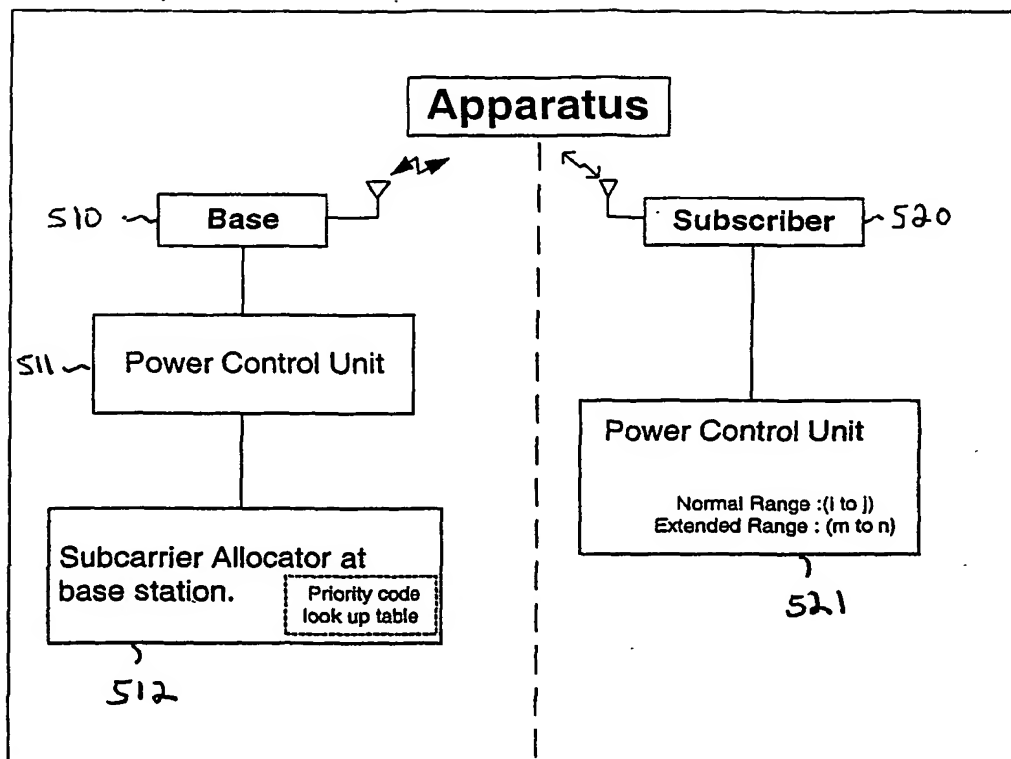 Apparatus
510
Base
Subscriber
520
511
Power Control Unit
Power Control Unit
Normal Range :(i to j)
Extended Range : (m to n)
521
Subcarrier Allocator at
base station.
Priority code
look up table
512